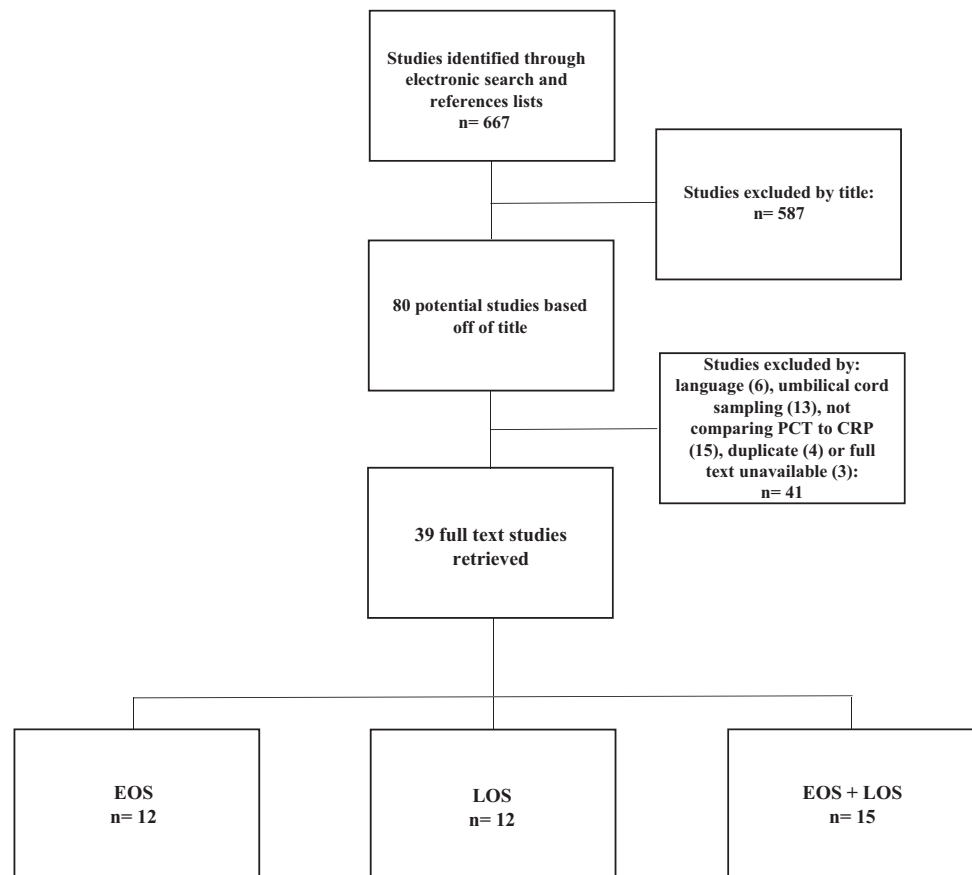 Studies identified through
electronic search and
references lists
n= 667
Studies excluded by title:
n= 587
80 potential studies based
off of title
Studies excluded by:
language (6), umbilical cord
sampling (13), not
comparing PCT to CRP
(15), duplicate (4) or full
text unavailable (3):
n= 41
39 full text studies
retrieved
EOS
n= 12
LOS
n= 12
EOS + LOS
n= 15